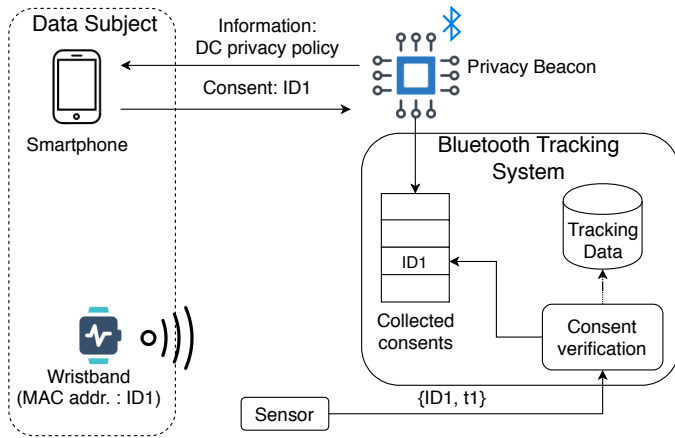 Data Subject
Information:
DC privacy policy
Privacy Beacon
Consent: ID1
Smartphone
Bluetooth Tracking
System
Tracking
Data
ID1
Collected
consents
Consent
verification
Wristband
(MAC addr. : ID1)
{ID1, t1}
Sensor